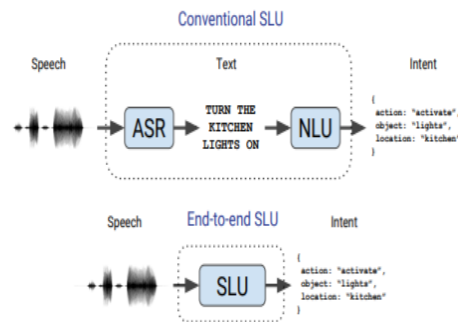 Conventional SLU
Speech
Text
Intent
ASR
TURN THE
KITCHEN
LIGHTS ON
NLU
{
action: "activate",
object: "lights",
location: "kitchen"
}
End-to-end SLU
Speech
Intent
SLU
{
action: "activate",
object: "lights",
location: "kitchen"
}